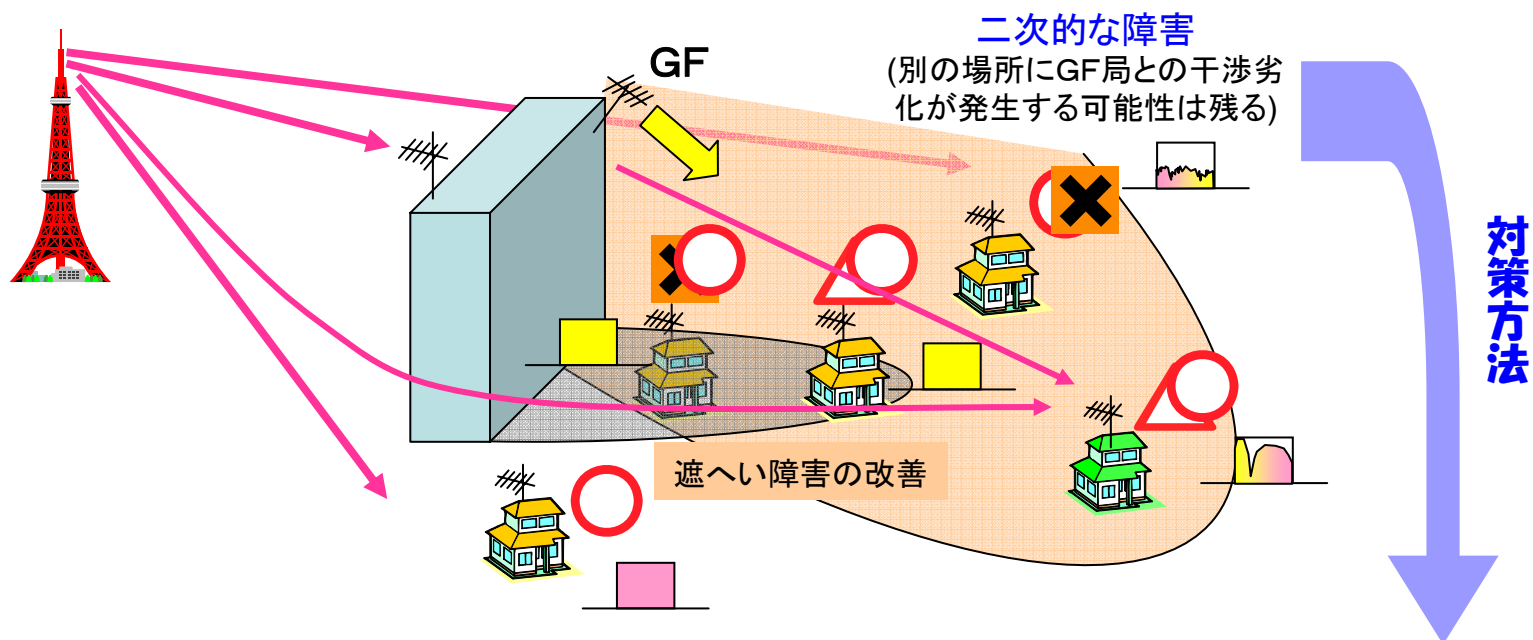 二次的な障害
GF
(別の場所にGF局との干渉劣
化が発生する可能性は残る)
対策方法
遮へい障害の改善